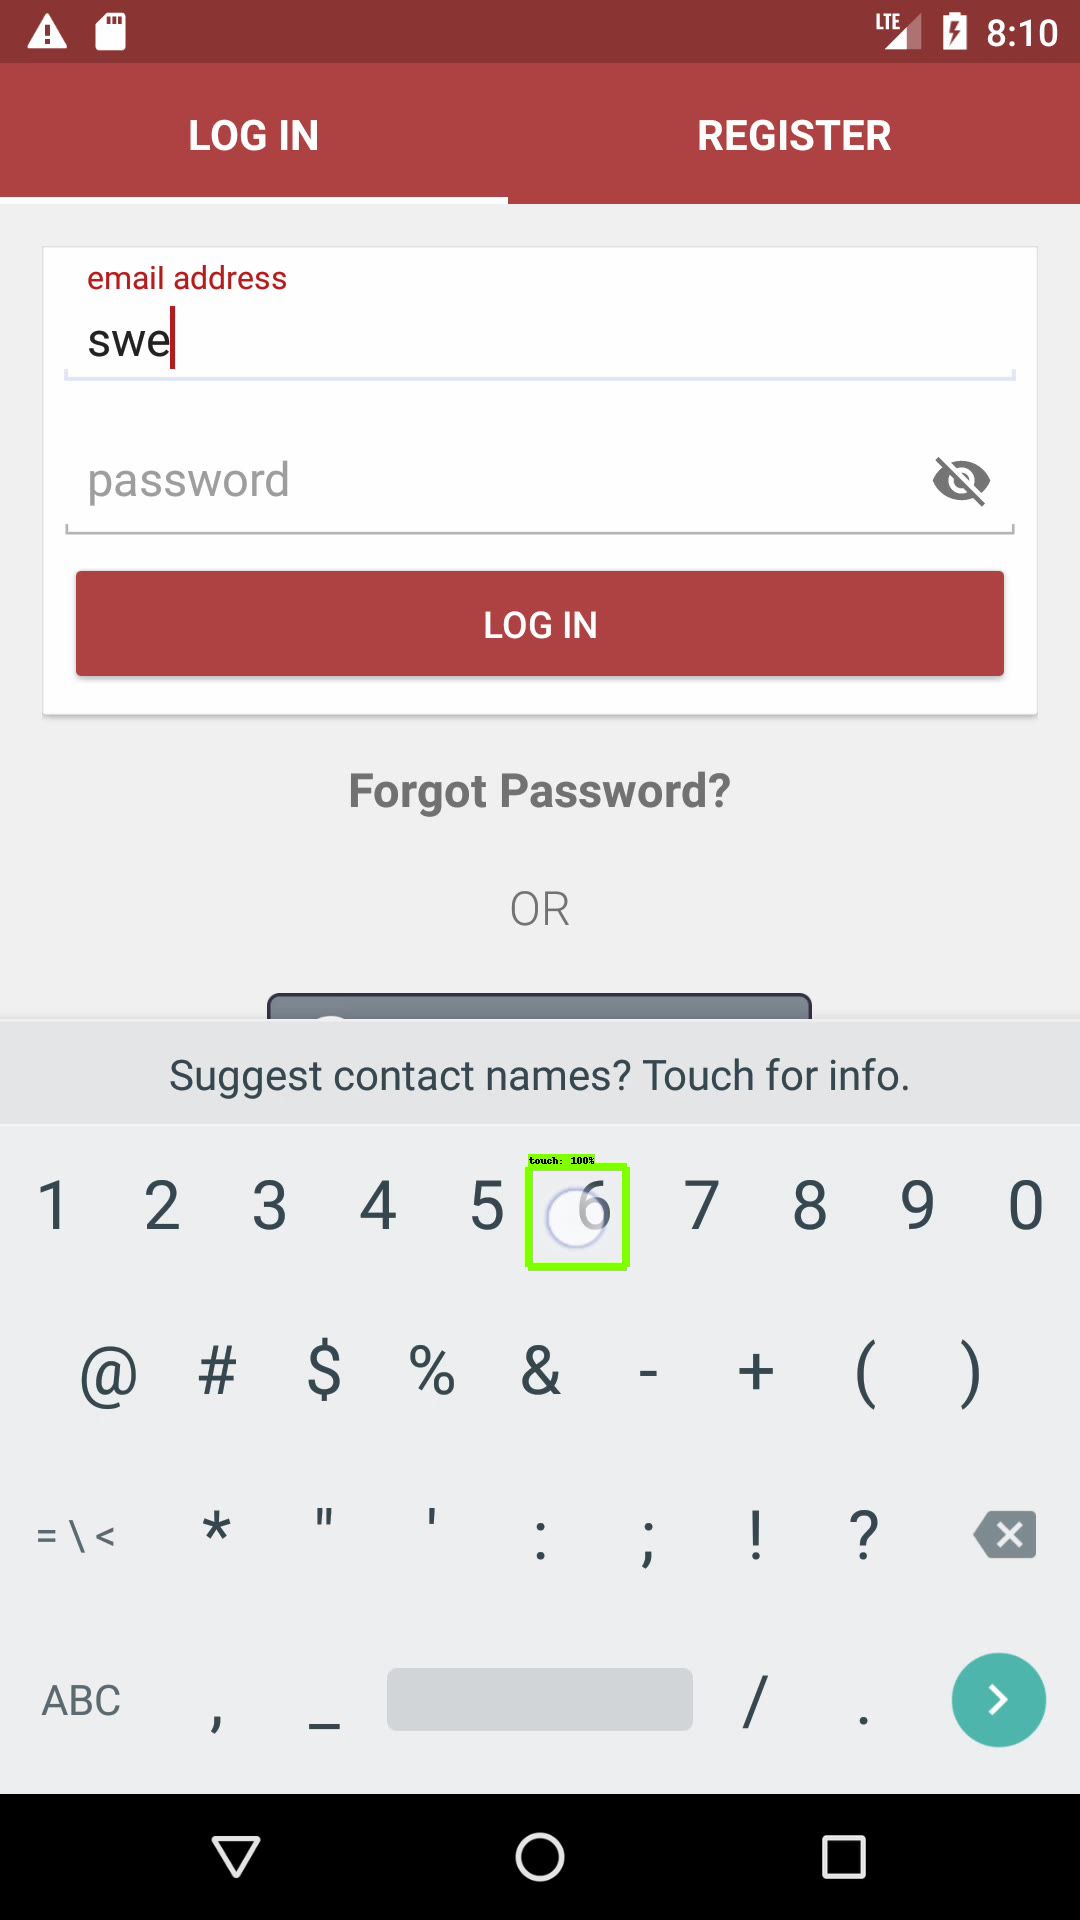 LTE 8:10
LOG IN REGISTER
email address
swe
password
LOG IN
Forgot Password?
OR
Suggest contact names? Touch for info.
touch: 100%
1 2 3 4 5 6 7 8 9 0
@ # $ % & - + ( )
= \ < * " ' : ; ! ?
ABC , _ / .